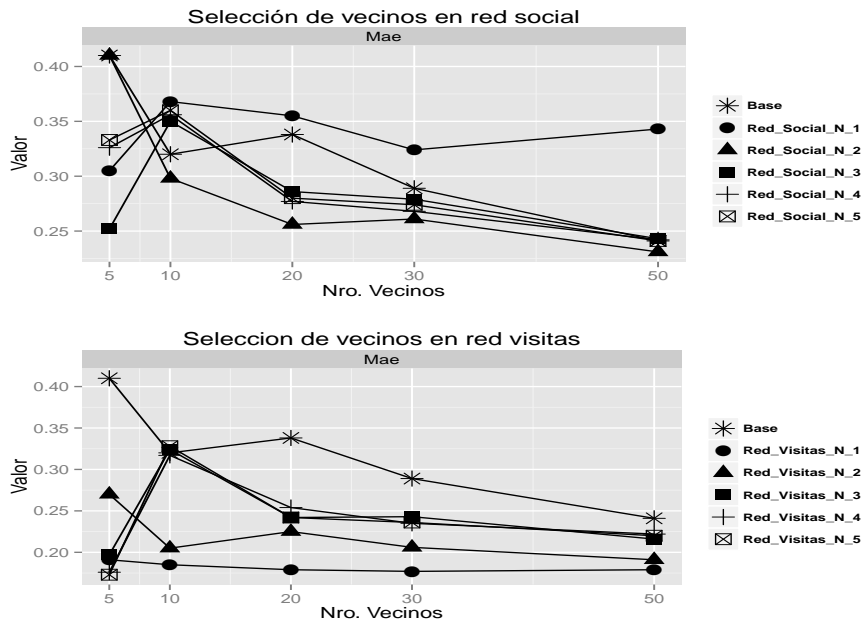 Selección de vecinos en red social
Mae
0.40
0.35
0.30
0.25
Valor
5 10 20 30 50
Nro. Vecinos
Base
Red_Social_N_1
Red_Social_N_2
Red_Social_N_3
Red_Social_N_4
Red_Social_N_5
Seleccion de vecinos en red visitas
Mae
0.40
0.35
0.30
0.25
0.20
Valor
5 10 20 30 50
Nro. Vecinos
Base
Red_Visitas_N_1
Red_Visitas_N_2
Red_Visitas_N_3
Red_Visitas_N_4
Red_Visitas_N_5